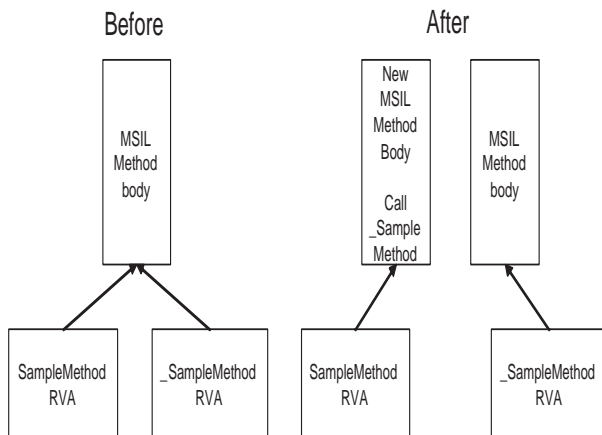 Before
After
MSIL
Method
body
New
MSIL
Method
Body
Call
_Sample
Method
MSIL
Method
body
SampleMethod
RVA
_SampleMethod
RVA
SampleMethod
RVA
_SampleMethod
RVA